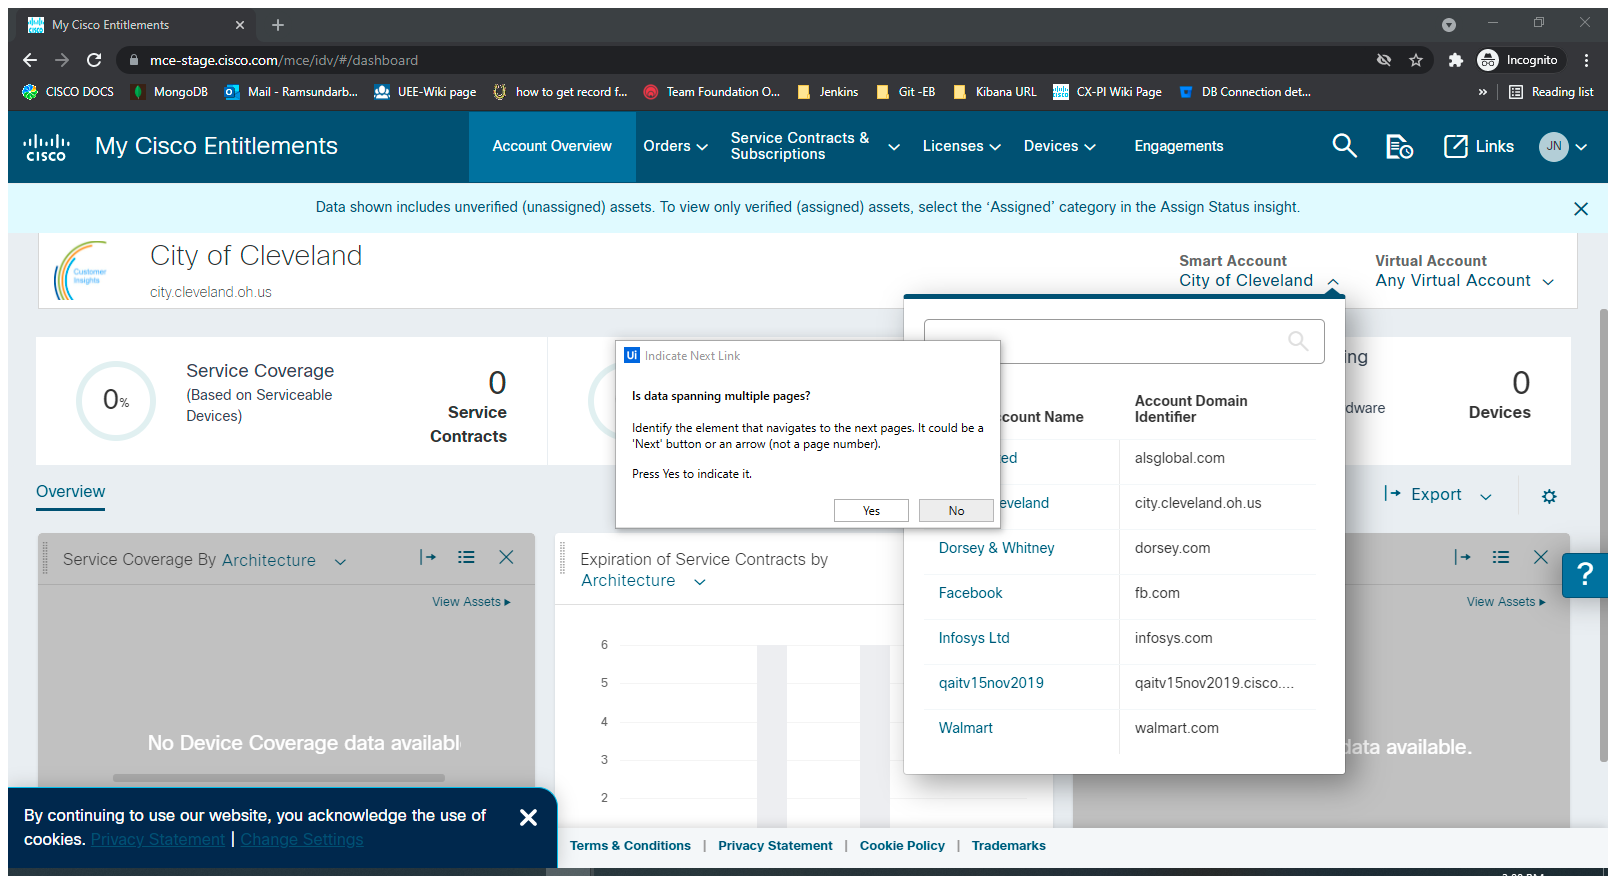 My Cisco Entitlements
mce-stage.cisco.com/mce/idv/#/dashboard
Incognito
CISCO DOCS
MongoDB
Mail - Ramsundarb...
UEE-Wiki page
how to get record f...
Team Foundation O...
Jenkins
Git -EB
Kibana URL
CX-PI Wiki Page
DB Connection det...
»
Reading list
CISCO
My Cisco Entitlements
Account Overview
Orders
Service Contracts &
Subscriptions
Licenses
Devices
Engagements
Links
JN
Data shown includes unverified (unassigned) assets. To view only verified (assigned) assets, select the ‘Assigned’ category in the Assign Status insight.
Customer
Insights
City of Cleveland
city.cleveland.oh.us
Smart Account
City of Cleveland
Virtual Account
Any Virtual Account
0%
Service Coverage
(Based on Serviceable
Devices)
0
Service
Contracts
Ui Indicate Next Link
Is data spanning multiple pages?
Identify the element that navigates to the next pages. It could be a
'Next' button or an arrow (not a page number).
Press Yes to indicate it.
Yes
No
ing
dware
0
Devices
count Name
Account Domain
Identifier
ed
alsglobal.com
eveland
city.cleveland.oh.us
Dorsey & Whitney
dorsey.com
Facebook
fb.com
Infosys Ltd
infosys.com
qaitv15nov2019
qaitv15nov2019.cisco....
Walmart
walmart.com
Overview
Export
Service Coverage By Architecture
View Assets
No Device Coverage data availabl
Expiration of Service Contracts by
Architecture
6
5
4
3
2
View Assets
data available.
?
By continuing to use our website, you acknowledge the use of
cookies. Privacy Statement | Change Settings
Terms & Conditions | Privacy Statement | Cookie Policy | Trademarks